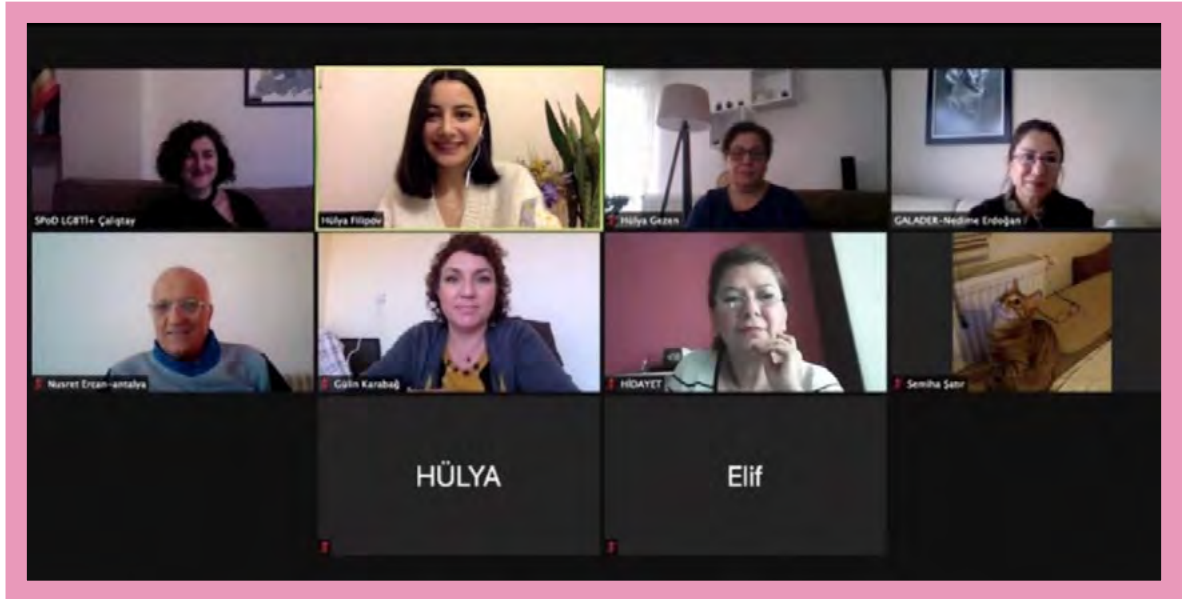 SPoD LGBTİ+ Çalıştay
Hülya Filipov
Hülya Gezen
GALADER-Nedime Erdoğan
Nusret Ercan-antalya
Gülin Karabağ
HİDAYET
Semiha Şatır
HÜLYA
Elif